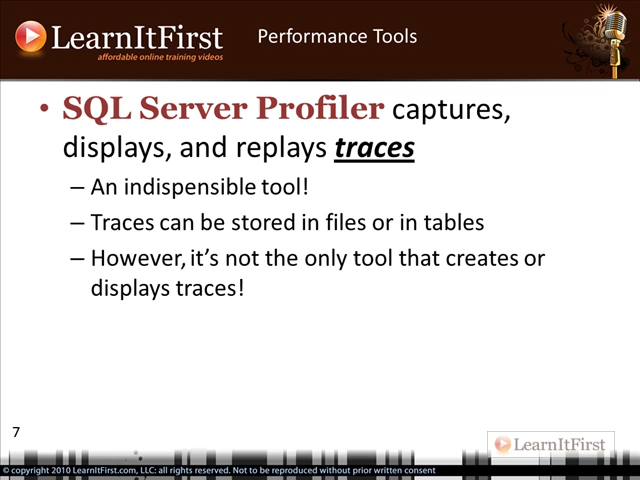 LearnItFirst
affordable online training videos
Performance Tools
• SQL Server Profiler captures,
displays, and replays traces
– An indispensible tool!
– Traces can be stored in files or in tables
– However, it's not the only tool that creates or
displays traces!
7
LearnItFirst
© copyright 2010 LearnItFirst.com, LLC: all rights reserved. Not to be reproduced without prior written consent